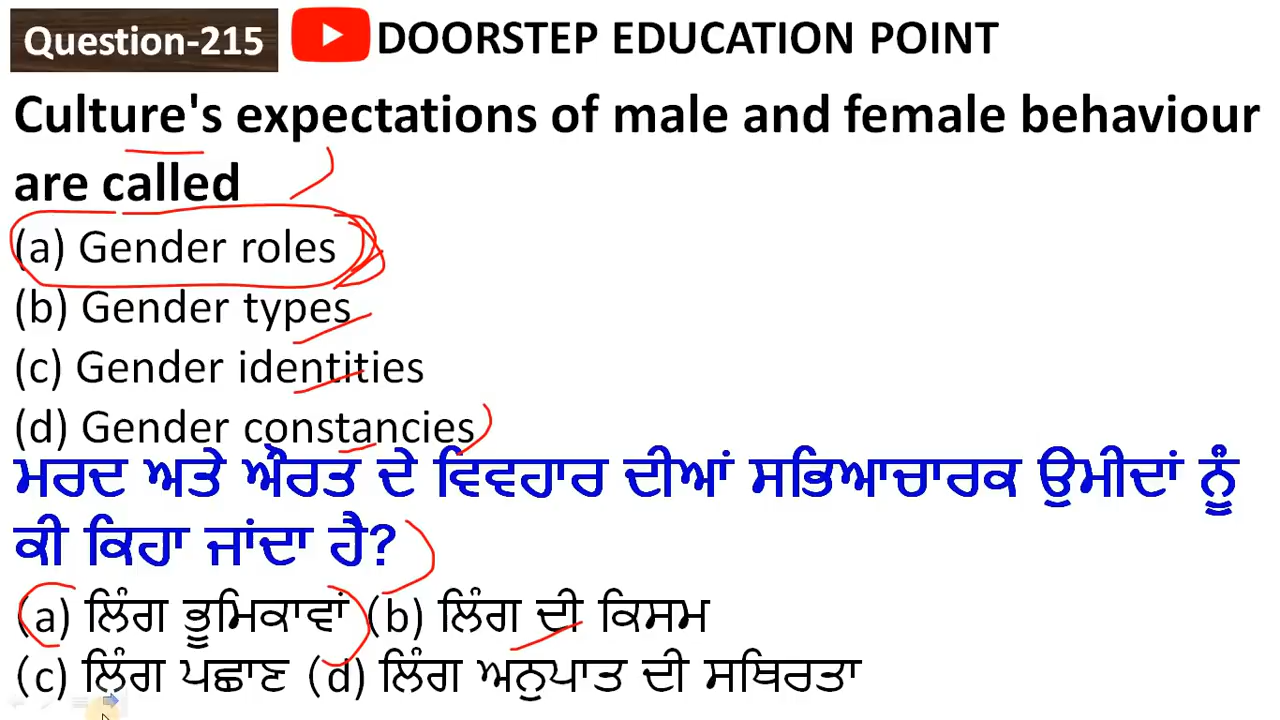 Question-215 DOORSTEP EDUCATION POINT
Culture's expectations of male and female behaviour
are called
(a) Gender roles
(b) Gender types
(c) Gender identities
(d) Gender constancies
ਮਰਦ ਅਤੇ ਔਰਤ ਦੇ ਵਿਵਹਾਰ ਦੀਆਂ ਸਭਿਆਚਾਰਕ ਉਮੀਦਾਂ ਨੂੰ
ਕੀ ਕਿਹਾ ਜਾਂਦਾ ਹੈ?
(a) ਲਿੰਗ ਭੂਮਿਕਾਵਾਂ (b) ਲਿੰਗ ਦੀ ਕਿਸਮ
(c) ਲਿੰਗ ਪਛਾਣ (d) ਲਿੰਗ ਅਨੁਪਾਤ ਦੀ ਸਥਿਰਤਾ